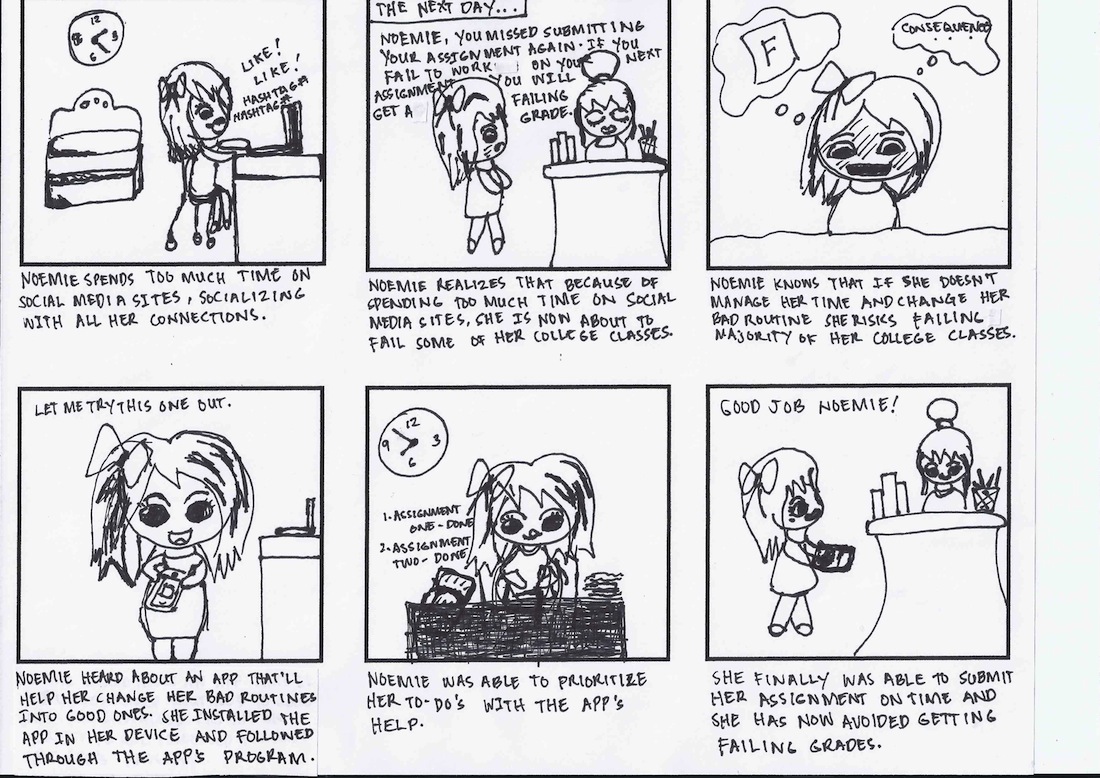 12
3
6
LIKE!
LIKE!
HASHTAG#
HASHTAG#
NOEMIE SPENDS TOO MUCH TIME ON
SOCIAL MEDIA SITES, SOCIALIZING
WITH ALL HER CONNECTIONS.
THE NEXT DAY...
NOEMIE, YOU MISSED SUBMITTING
YOUR ASSIGNMENT AGAIN. IF YOU
FAIL TO WORK ON YOUR NEXT
ASSIGNMENT YOU WILL
GET A FAILING
GRADE.
NOEMIE REALIZES THAT BECAUSE OF
SPENDING TOO MUCH TIME ON SOCIAL
MEDIA SITES, SHE IS NOW ABOUT TO
FAIL SOME OF HER COLLEGE CLASSES.
F
CONSEQUENCE
...
NOEMIE KNOWS THAT IF SHE DOESN'T
MANAGE HER TIME AND CHANGE HER
BAD ROUTINE SHE RISKS FAILING
MAJORITY OF HER COLLEGE CLASSES.
LET ME TRY THIS ONE OUT.
NOEMIE HEARD ABOUT AN APP THAT'LL
HELP HER CHANGE HER BAD ROUTINES
INTO GOOD ONES. SHE INSTALLED THE
APP IN HER DEVICE AND FOLLOWED
THROUGH THE APP'S PROGRAM.
12
9 3
6
1. ASSIGNMENT
ONE - DONE
2. ASSIGNMENT
TWO - DONE
NOEMIE WAS ABLE TO PRIORITIZE
HER TO-DO'S WITH THE APP'S
HELP.
GOOD JOB NOEMIE!
SHE FINALLY WAS ABLE TO SUBMIT
HER ASSIGNMENT ON TIME AND
SHE HAS NOW AVOIDED GETTING
FAILING GRADES.